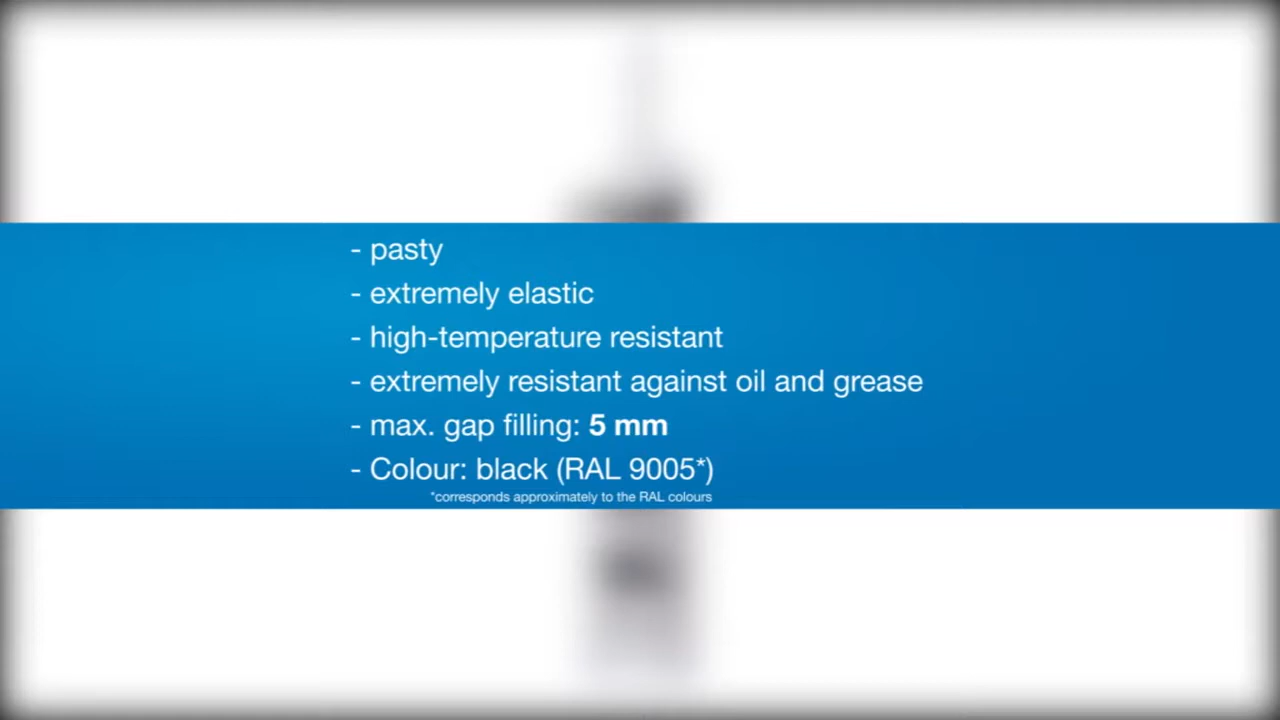 - pasty
- extremely elastic
- high-temperature resistant
- extremely resistant against oil and grease
- max. gap filling: 5 mm
- Colour: black (RAL 9005*)
*corresponds approximately to the RAL colours